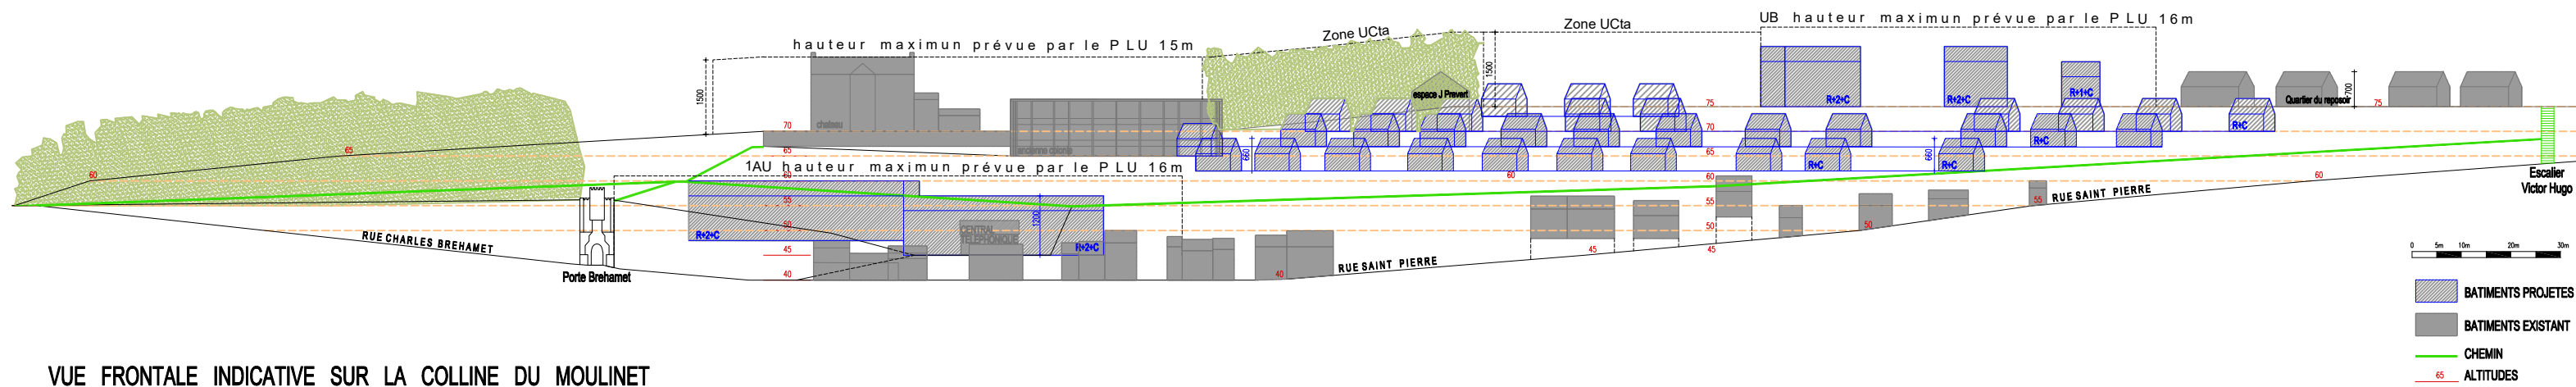 hauteur maximun prévue par le PLU 15m
Zone UCta
Zone UCta
UB hauteur maximun prévue par le PLU 16m
1500
1500
chateau
espace J Prevert
R+2+C
R+2+C
R+1+C
Quartier du reposoir
700
75
75
70
70
65
65
65
60
ancienne colonie
660
660
R+C
R+C
R+C
R+C
1AU hauteur maximun prévue par le PLU 16m
60
60
60
60
55
55
55
50
50
50
45
45
45
40
40
1200
CENTRAL
TELEPHONIQUE
R+2+C
R+2+C
RUE CHARLES BREHAMET
Porte Brehamet
RUE SAINT PIERRE
RUE SAINT PIERRE
Escalier
Victor Hugo
0 5m 10m 20m 30m
BATIMENTS PROJETES
BATIMENTS EXISTANT
CHEMIN
65 ALTITUDES
VUE FRONTALE INDICATIVE SUR LA COLLINE DU MOULINET